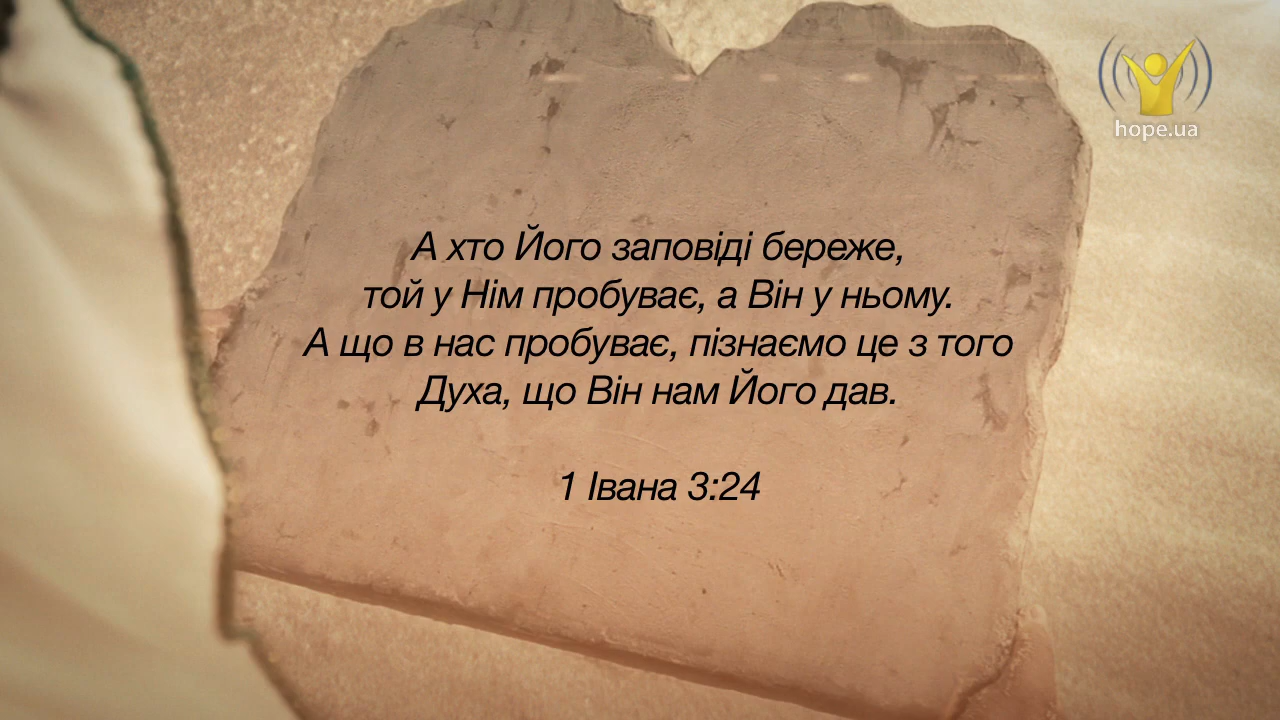 hope.ua
А хто Його заповіді береже,
той у Нім пробуває, а Він у ньому.
А що в нас пробуває, пізнаємо це з того
Духа, що Він нам Його дав.
1 Івана 3:24